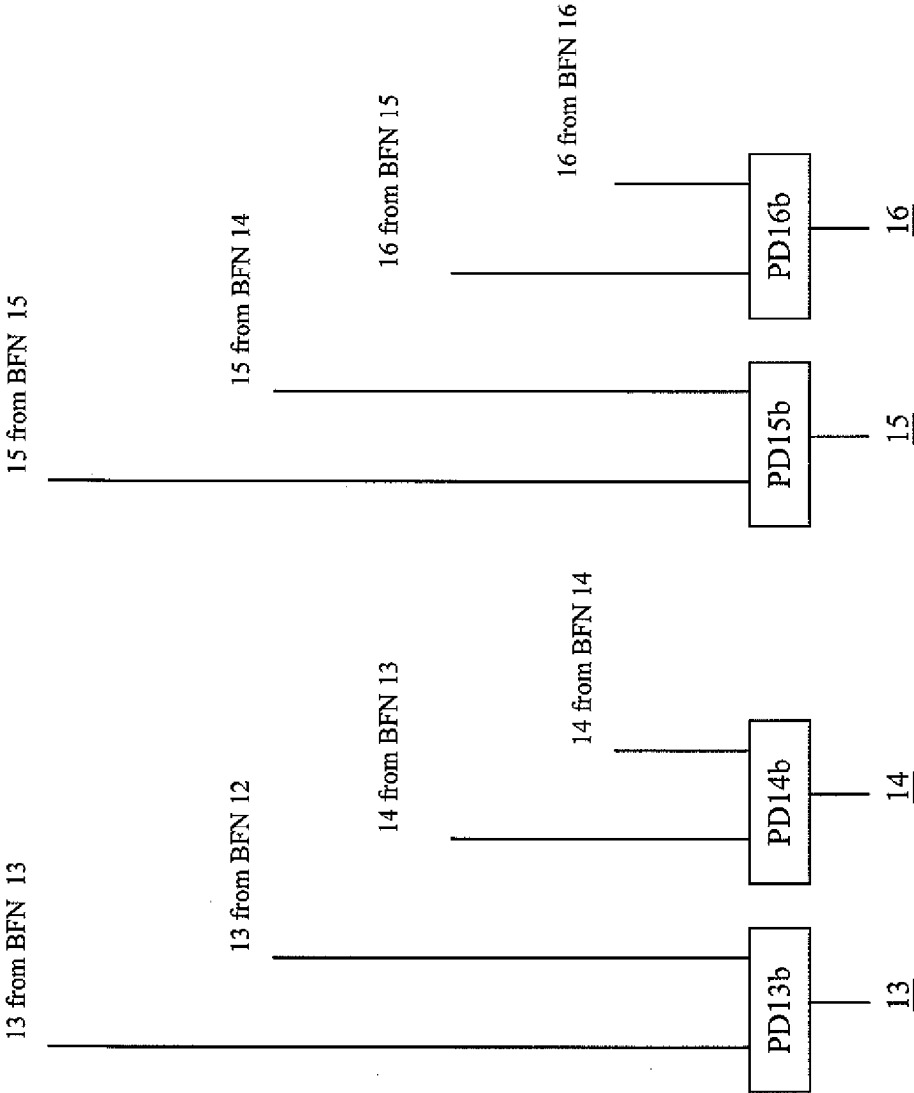 13 from BFN 13
13 from BFN 12
14 from BFN 13
14 from BFN 14
15 from BFN 15
15 from BFN 14
16 from BFN 15
16 from BFN 16
PD13b
PD14b
PD15b
PD16b
13
14
15
16